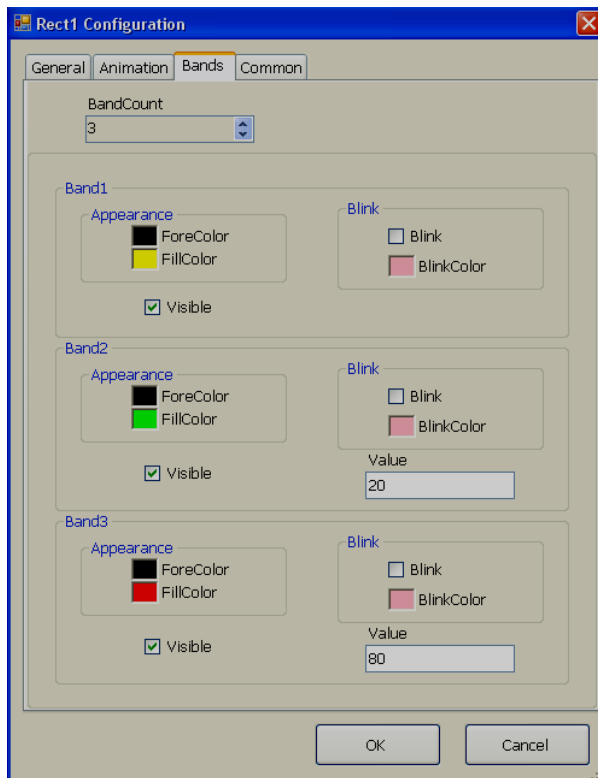 Rect1 Configuration
General Animation Bands Common
BandCount
3
Band1
Appearance
ForeColor
FillColor
Visible
Blink
Blink
BlinkColor
Band2
Appearance
ForeColor
FillColor
Visible
Blink
Blink
BlinkColor
Value
20
Band3
Appearance
ForeColor
FillColor
Visible
Blink
Blink
BlinkColor
Value
80
OK Cancel